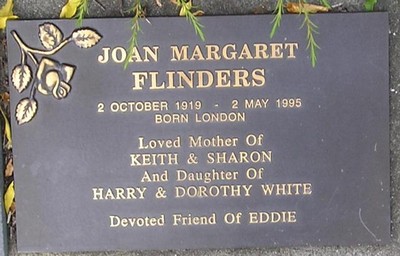 JOAN MARGARET
FLINDERS
2 OCTOBER 1919 - 2 MAY 1995
BORN LONDON
Loved Mother Of
KEITH & SHARON
And Daughter Of
HARRY & DOROTHY WHITE
Devoted Friend Of EDDIE